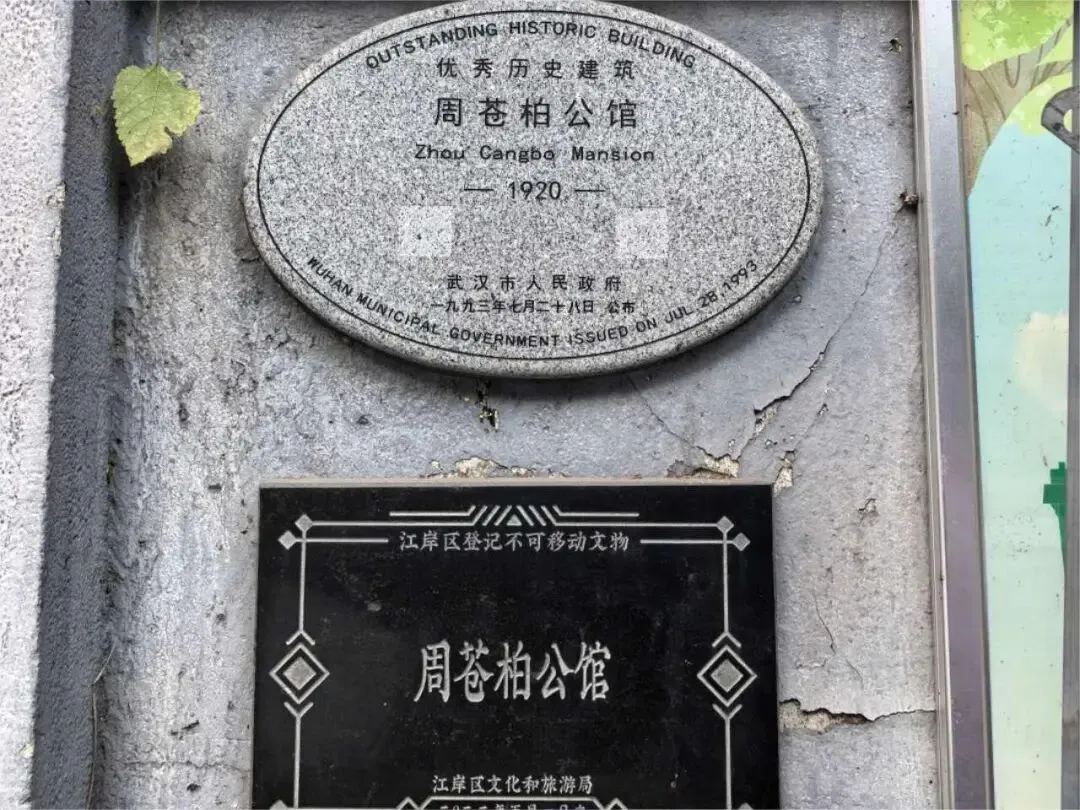 OUTSTANDING HISTORIC BUILDING
优秀历史建筑
周苍柏公馆
Zhou Cangbo Mansion
1920
武汉市人民政府
一九九三年七月二十八日 公布
WUHAN MUNICIPAL GOVERNMENT ISSUED ON JUL.28.1993
江岸区登记不可移动文物
周苍柏公馆
江岸区文化和旅游局